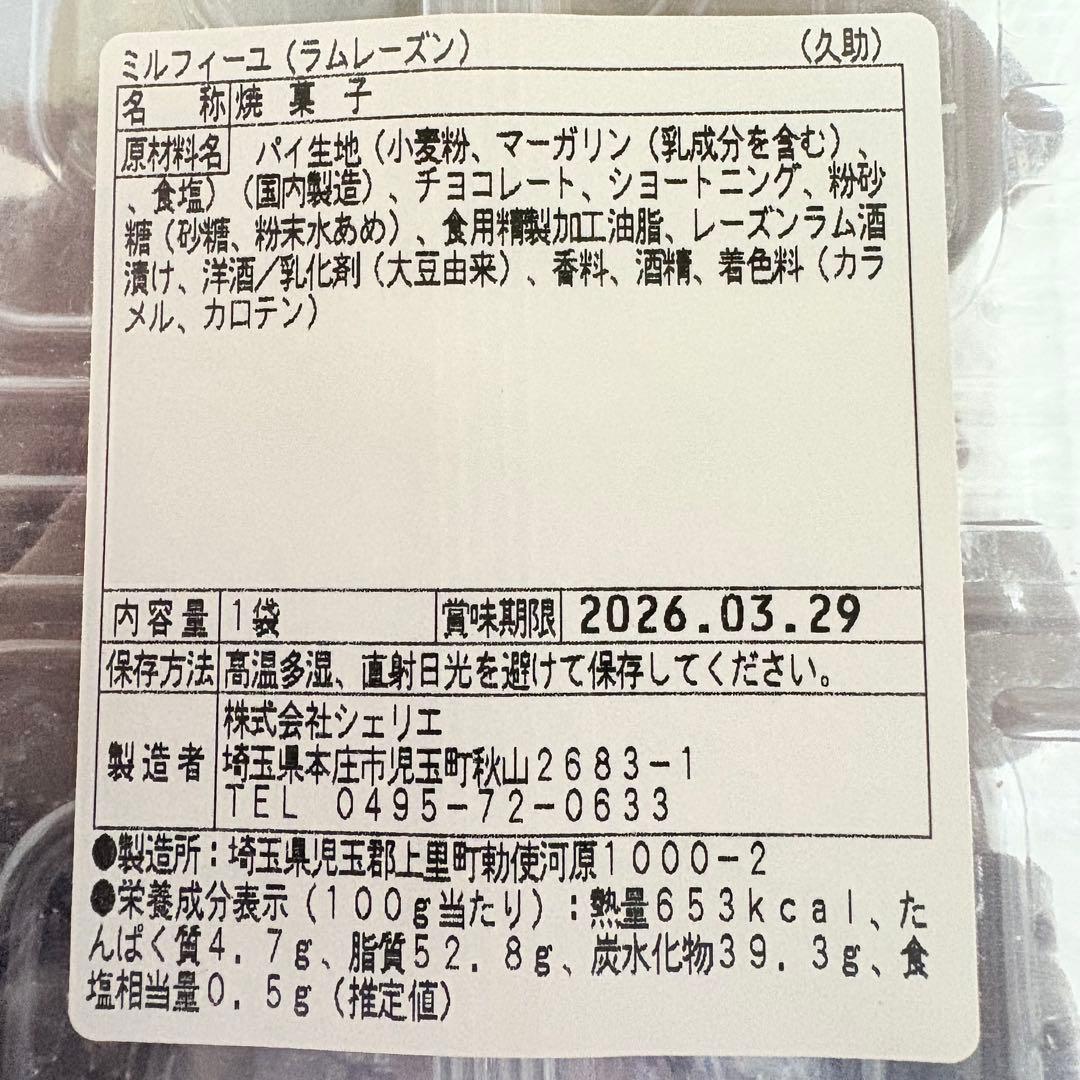 ミルフィーユ（ラムレーズン） （久助）
名 称 焼 菓 子
原材料名 パイ生地（小麦粉、マーガリン（乳成分を含む）、
、食塩）（国内製造）、チョコレート、ショートニング、粉砂
糖（砂糖、粉末水あめ）、食用精製加工油脂、レーズンラム酒
漬け、洋酒／乳化剤（大豆由来）、香料、酒精、着色料（カラ
メル、カロテン）
内容量 1袋 賞味期限 2026.03.29
保存方法 高温多湿、直射日光を避けて保存してください。
製造者 株式会社シェリエ
埼玉県本庄市児玉町秋山２６８３－１
ＴＥＬ ０４９５－７２－０６３３
●製造所：埼玉県児玉郡上里町勅使河原１０００－２
●栄養成分表示（１００ｇ当たり）：熱量６５３ｋｃａｌ、た
んぱく質４．７ｇ、脂質５２．８ｇ、炭水化物３９．３ｇ、食
塩相当量０．５ｇ（推定値）